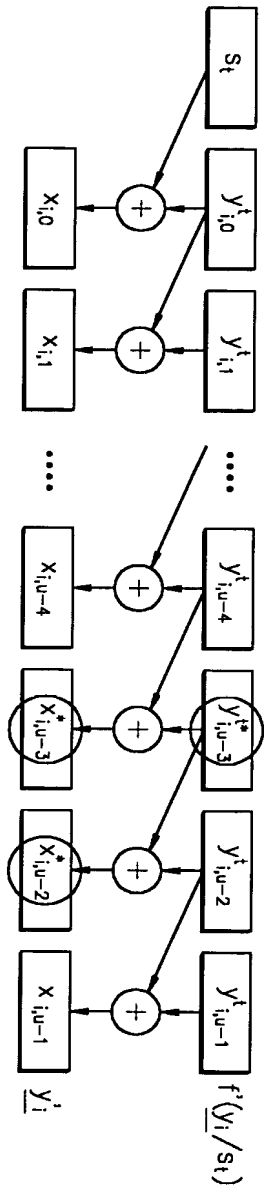 S_t y^t_{i,0} y^t_{i,1} .... y^t_{i,u-4} y^{t*}_{i,u-3} y^t_{i,u-2} y^t_{i,u-1} f'(y_i/s_t)
+ + + + + +
x_{i,0} x_{i,1} .... x_{i,u-4} x^*_{i,u-3} x^*_{i,u-2} x_{i,u-1} y'_i